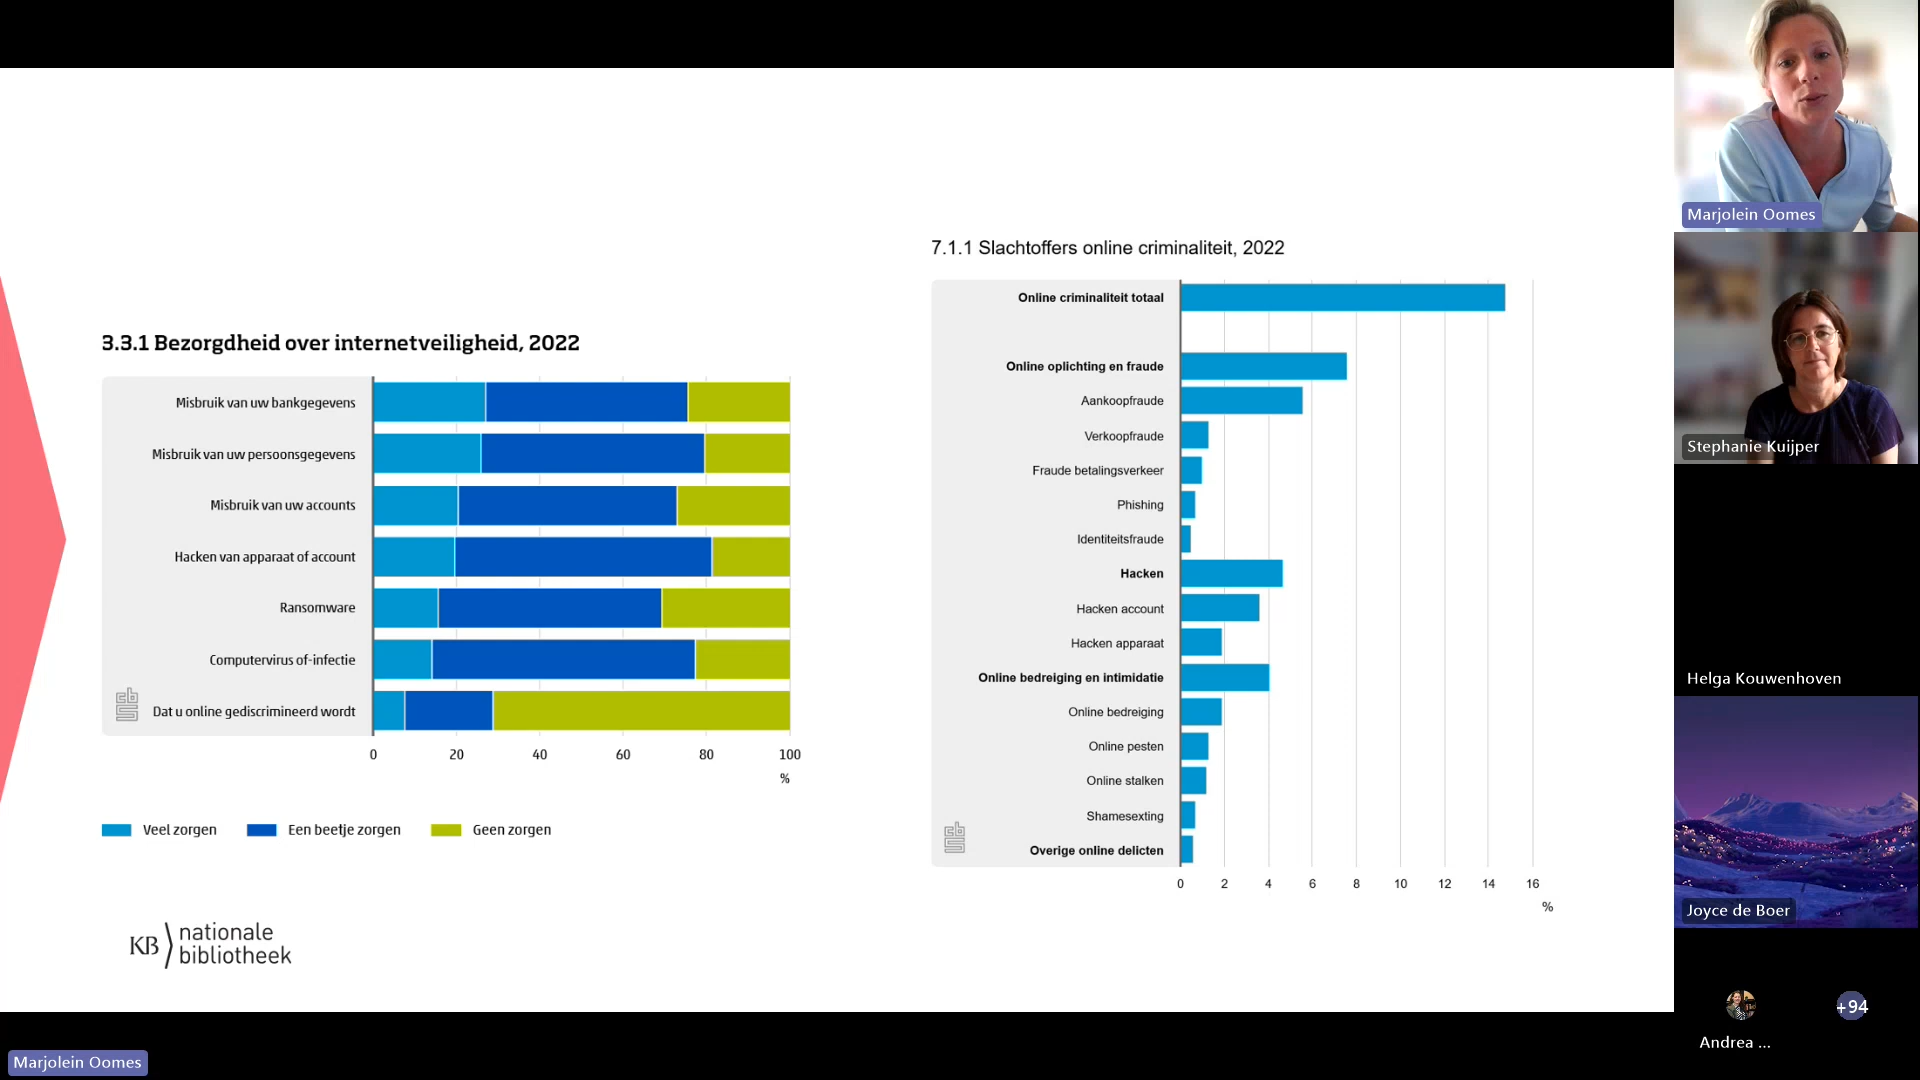 3.3.1 Bezorgdheid over internetveiligheid, 2022
Misbruik van uw bankgegevens
Misbruik van uw persoonsgegevens
Misbruik van uw accounts
Hacken van apparaat of account
Ransomware
Computervirus of-infectie
Dat u online gediscrimineerd wordt
0 20 40 60 80 100
%
Veel zorgen Een beetje zorgen Geen zorgen
KB nationale
bibliotheek
7.1.1 Slachtoffers online criminaliteit, 2022
Online criminaliteit totaal
Online oplichting en fraude
Aankoopfraude
Verkoopfraude
Fraude betalingsverkeer
Phishing
Identiteitsfraude
Hacken
Hacken account
Hacken apparaat
Online bedreiging en intimidatie
Online bedreiging
Online pesten
Online stalken
Shamesexting
Overige online delicten
0 2 4 6 8 10 12 14 16
%
Marjolein Oomes
Stephanie Kuijper
Helga Kouwenhoven
Joyce de Boer
+94
Andrea ...
Marjolein Oomes